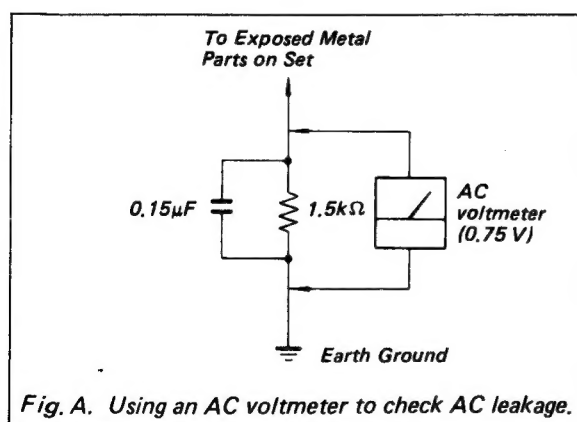 To Exposed Metal
Parts on Set
0.15µF
1.5kΩ
AC
voltmeter
(0.75 V)
Earth Ground
Fig. A. Using an AC voltmeter to check AC leakage.